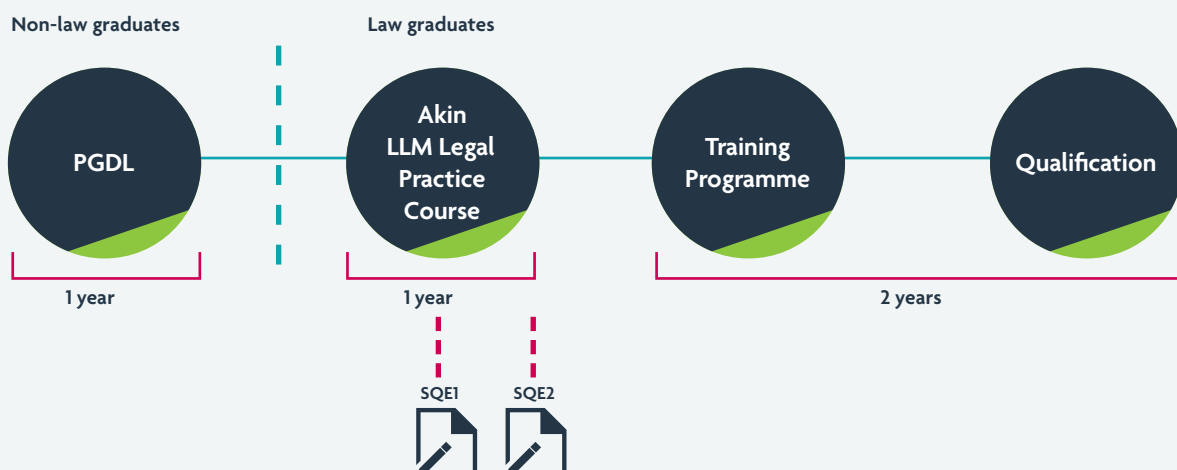 Non-law graduates
Law graduates
PGDL
Akin
LLM Legal
Practice
Course
Training
Programme
Qualification
1 year
1 year
2 years
SQE1
SQE2